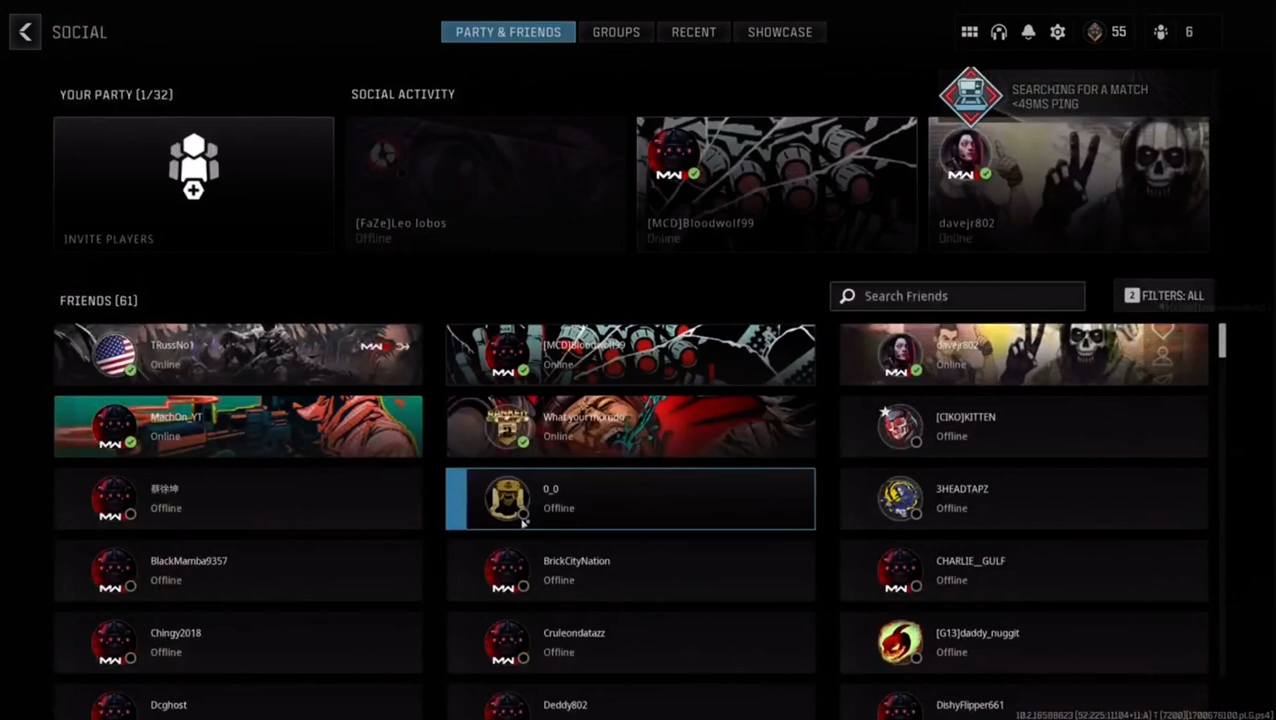 SOCIAL
PARTY & FRIENDS
GROUPS
RECENT
SHOWCASE
55
6
YOUR PARTY (1/32)
SOCIAL ACTIVITY
SEARCHING FOR A MATCH
<49MS PING
INVITE PLAYERS
[FaZe]Leo lobos
Offline
[MCD]Bloodwolf99
Online
davejr802
Online
FRIENDS (61)
Search Friends
2 FILTERS: ALL
TRussNo1
Online
[MCD]Bloodwolf99
Online
davejr802
Online
MachOn_YT
Online
Online
[CIKO]KITTEN
Offline
蔡徐坤
Offline
0_0
Offline
3HEADTAPZ
Offline
BlackMamba9357
Offline
BrickCityNation
Offline
CHARLIE__GULF
Offline
Chingy2018
Offline
Cruleondatazz
Offline
[G13]daddy_nuggit
Offline
Dcghost
Deddy802
DishyFlipper661